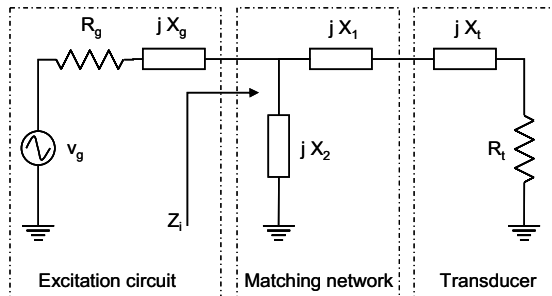 R_g
j X_g
j X_1
j X_t
v_g
j X_2
R_t
Z_i
Excitation circuit
Matching network
Transducer